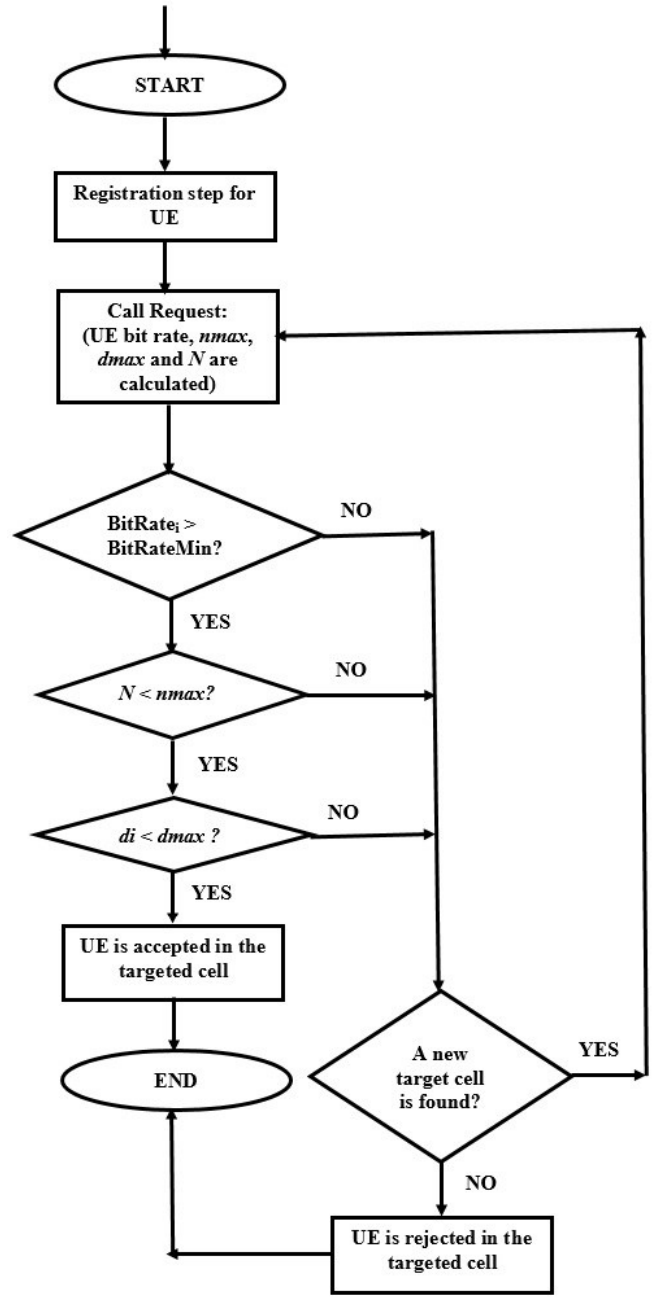 START
Registration step for
UE
Call Request:
(UE bit rate, nmax,
dmax and N are
calculated)
BitRateᵢ >
BitRateMin?
NO
YES
N < nmax?
NO
YES
di < dmax ?
NO
YES
UE is accepted in the
targeted cell
END
A new
target cell
is found?
YES
NO
UE is rejected in the
targeted cell